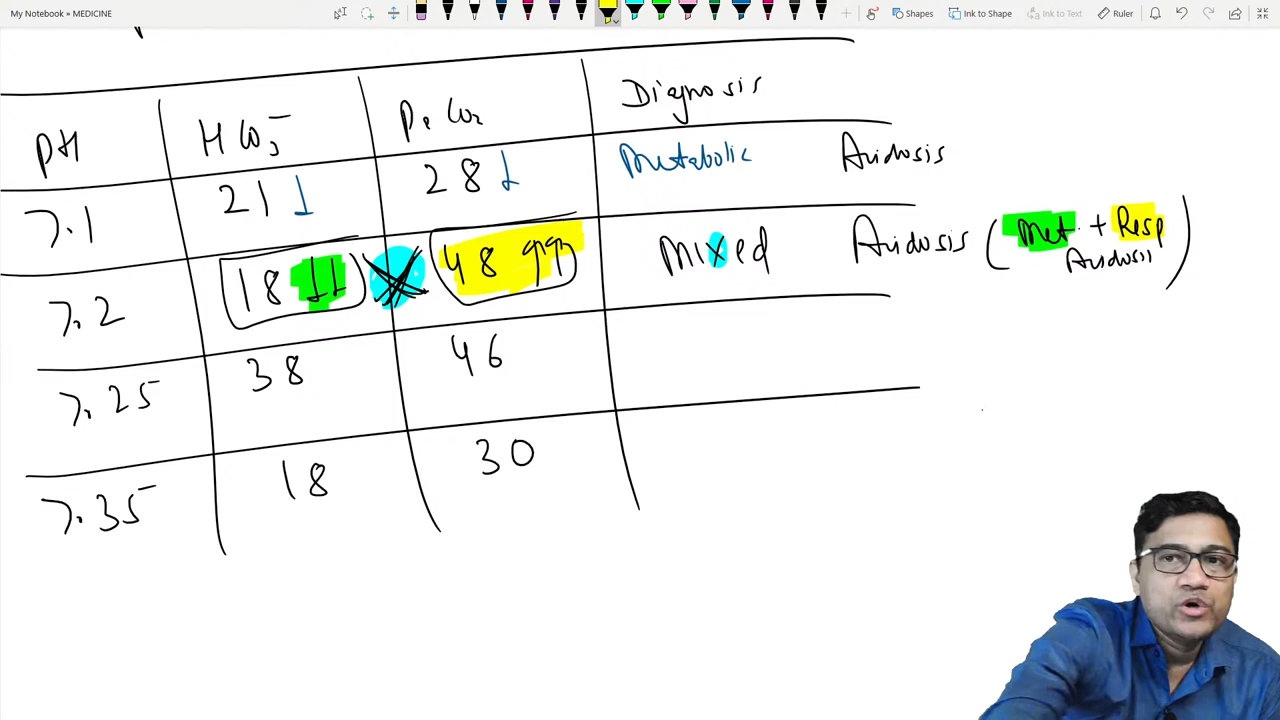 My Notebook » MEDICINE
Shapes Ink to Shape Ink to Text Ruler
PH HCO3- PaCO2 Diagnosis
7.1 21 ↓ 28 ↓ Metabolic Acidosis
7.2 18 ↓↓ 48 ↑↑ Mixed Acidosis (Met. + Resp Acidosis)
7.25 38 46
7.35 18 30